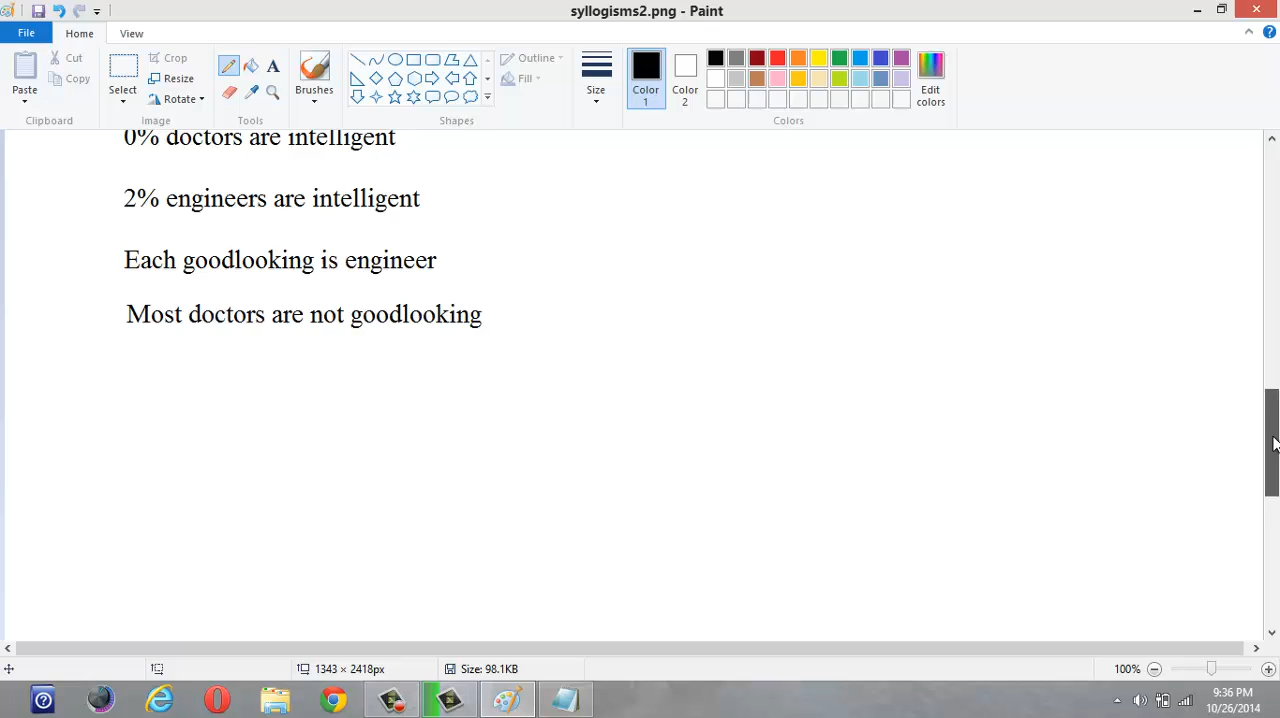 syllogisms2.png - Paint
File
Home
View
Paste
Cut
Copy
Clipboard
Select
Crop
Resize
Rotate
Image
A
Tools
Brushes
Outline
Fill
Shapes
Size
Color
1
Color
2
Edit
colors
Colors
0% doctors are intelligent
2% engineers are intelligent
Each goodlooking is engineer
Most doctors are not goodlooking
1343 × 2418px
Size: 98.1KB
100%
9:36 PM
10/26/2014